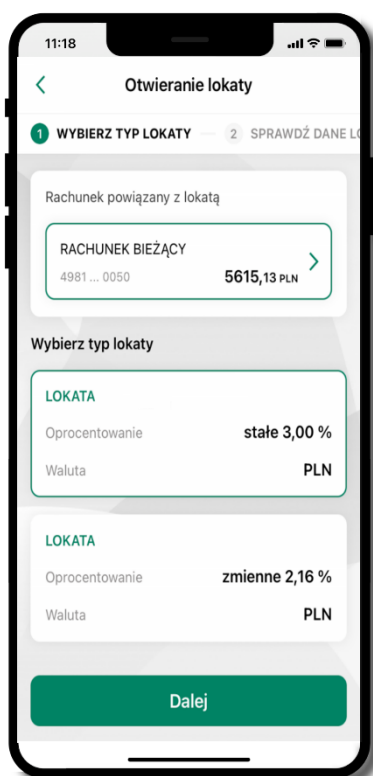 11:18
Otwieranie lokaty
1 WYBIERZ TYP LOKATY 2 SPRAWDŹ DANE LO
Rachunek powiązany z lokatą
RACHUNEK BIEŻĄCY
4981 ... 0050 5615,13 PLN
Wybierz typ lokaty
LOKATA
Oprocentowanie stałe 3,00 %
Waluta PLN
LOKATA
Oprocentowanie zmienne 2,16 %
Waluta PLN
Dalej